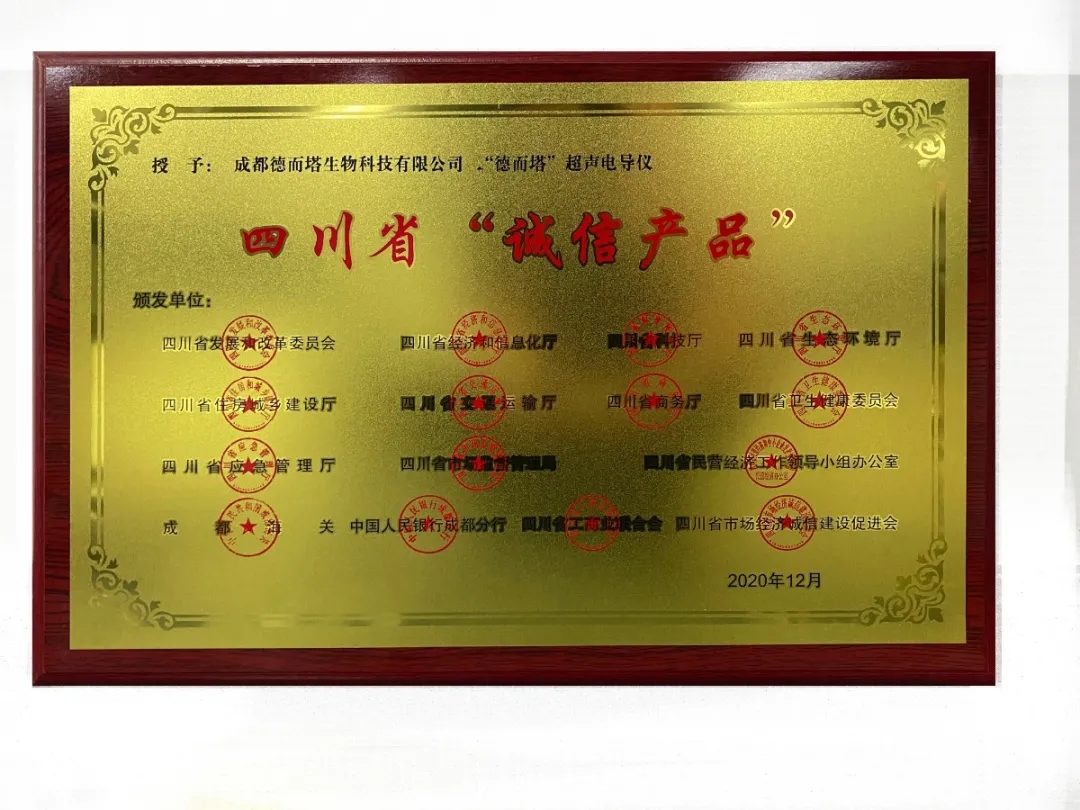 授 予： 成都德而塔生物科技有限公司 .“德而塔”超声电导仪
四川省“诚信产品”
颁发单位：
四川省发展和改革委员会 四川省经济和信息化厅 四川省科技厅 四川省生态环境厅
四川省住房城乡建设厅 四川省交通运输厅 四川省商务厅 四川省卫生健康委员会
四川省应急管理厅 四川省市场监督管理局 四川省民营经济工作领导小组办公室
成都海关 中国人民银行成都分行 四川省工商业联合会 四川省市场经济诚信建设促进会
2020年12月